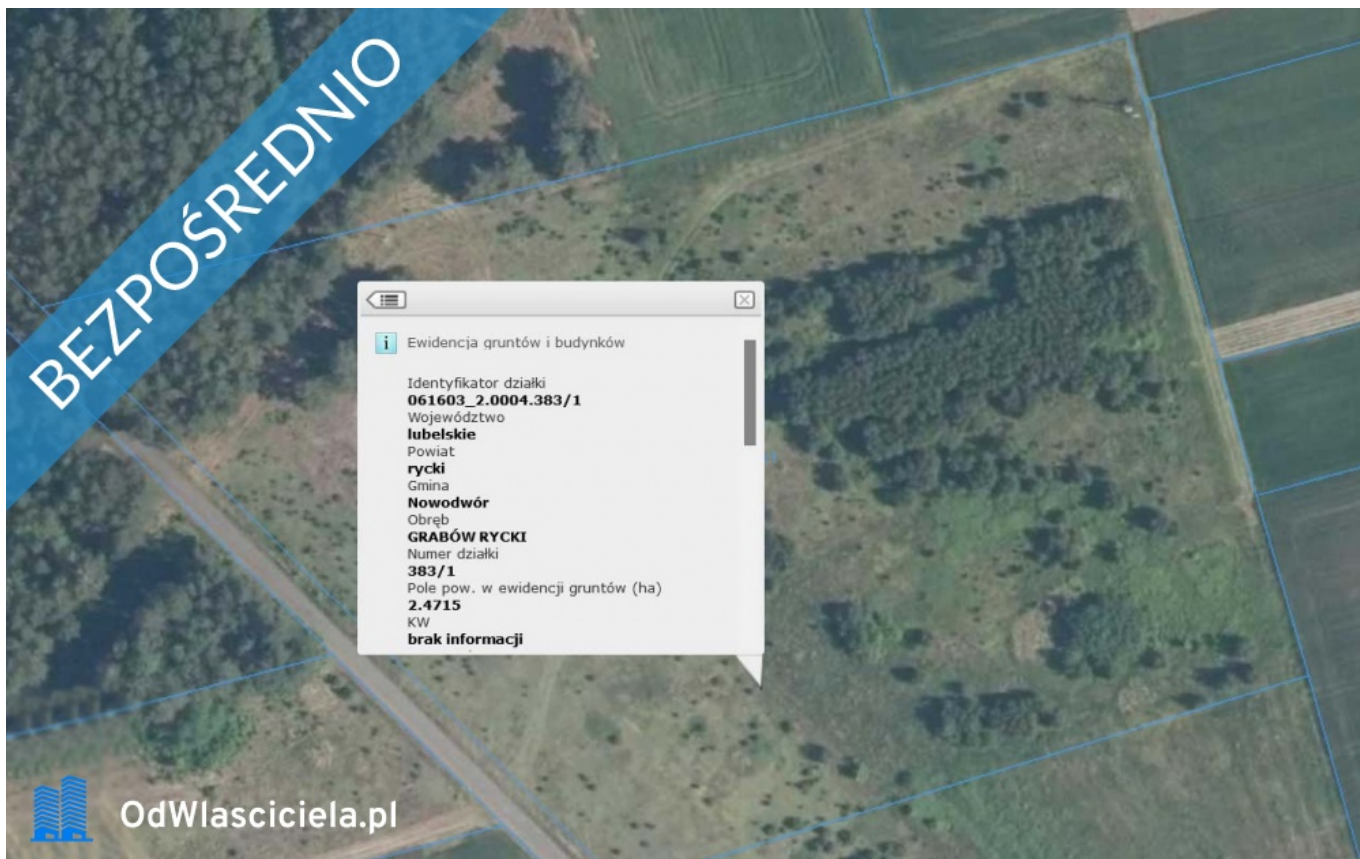 BEZPOŚREDNIO
i Ewidencja gruntów i budynków
Identyfikator działki
061603_2.0004.383/1
Województwo
lubelskie
Powiat
rycki
Gmina
Nowodwór
Obręb
GRABÓW RYCKI
Numer działki
383/1
Pole pow. w ewidencji gruntów (ha)
2.4715
KW
brak informacji
OdWlasciciela.pl